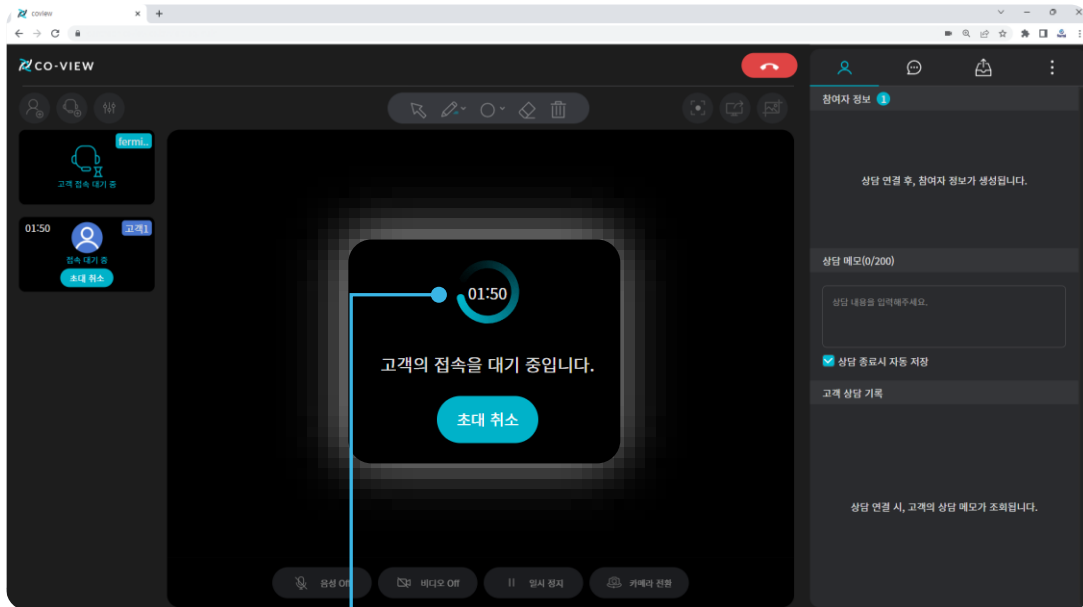 coview
CO-VIEW
fermi..
고객 접속 대기 중
01:50
고객1
접속 대기 중
초대 취소
01:50
고객의 접속을 대기 중입니다.
초대 취소
음성 Off
비디오 Off
일시 정지
카메라 전환
참여자 정보 1
상담 연결 후, 참여자 정보가 생성됩니다.
상담 메모(0/200)
상담 내용을 입력해주세요.
상담 종료시 자동 저장
고객 상담 기록
상담 연결 시, 고객의 상담 메모가 조회됩니다.